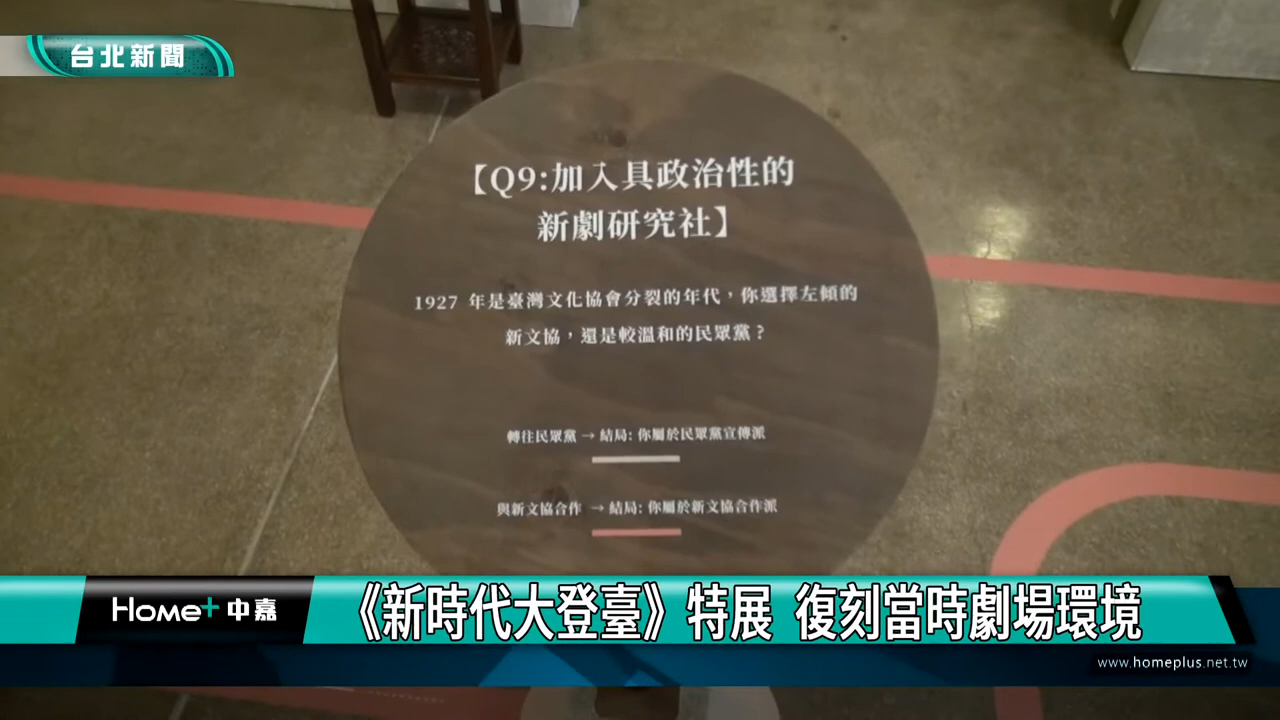 台北新聞
【Q9:加入具政治性的
新劇研究社】
1927 年是臺灣文化協會分裂的年代，你選擇左傾的
新文協，還是較溫和的民眾黨？
轉往民眾黨 → 結局: 你屬於民眾黨宣傳派
與新文協合作 → 結局: 你屬於新文協合作派
Home+ 中嘉
《新時代大登臺》特展 復刻當時劇場環境
www.homeplus.net.tw